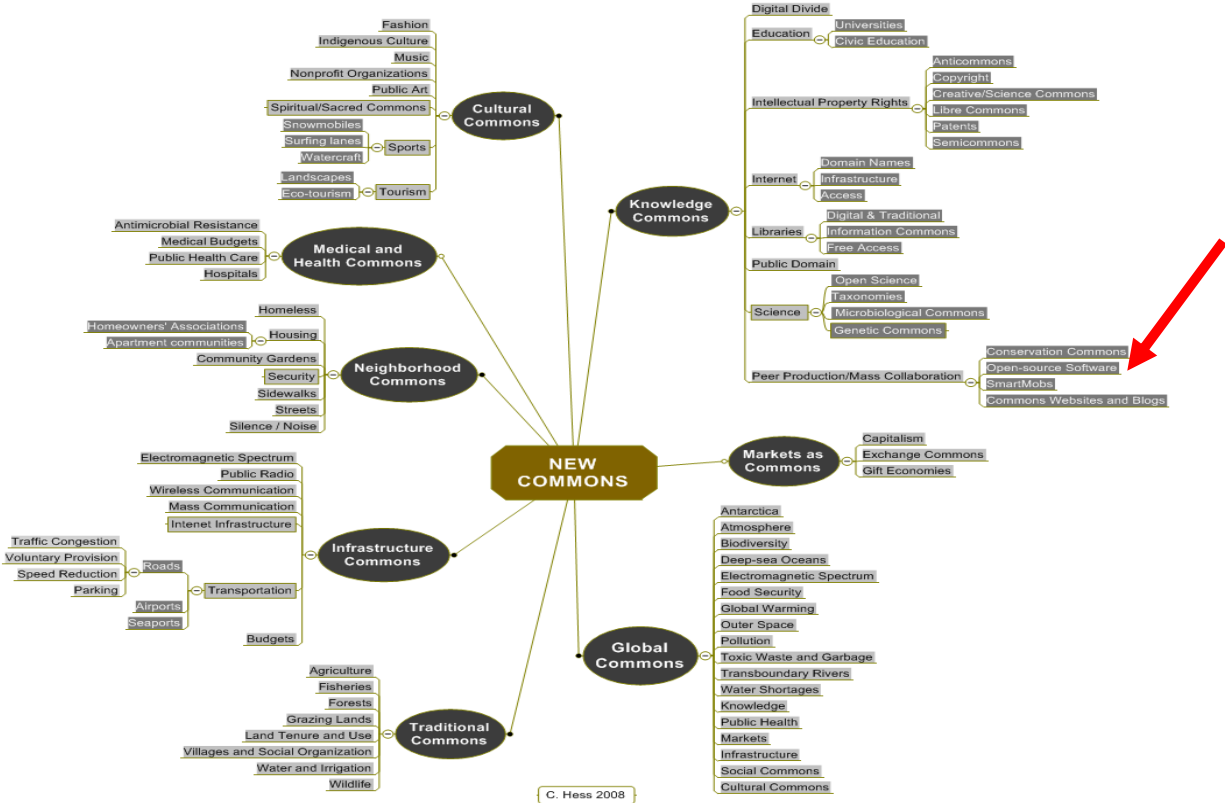 Fashion
Indigenous Culture
Music
Nonprofit Organizations
Public Art
Spiritual/Sacred Commons
Snowmobiles
Surfing lanes
Watercraft
Sports
Landscapes
Eco-tourism
Tourism
Cultural
Commons
Antimicrobial Resistance
Medical Budgets
Public Health Care
Hospitals
Medical and
Health Commons
Homeless
Homeowners' Associations
Apartment communities
Housing
Community Gardens
Security
Sidewalks
Streets
Silence / Noise
Neighborhood
Commons
Electromagnetic Spectrum
Public Radio
Wireless Communication
Mass Communication
Intenet Infrastructure
Traffic Congestion
Voluntary Provision
Speed Reduction
Parking
Roads
Airports
Seaports
Transportation
Budgets
Infrastructure
Commons
Agriculture
Fisheries
Forests
Grazing Lands
Land Tenure and Use
Villages and Social Organization
Water and Irrigation
Wildlife
Traditional
Commons
NEW
COMMONS
Knowledge
Commons
Digital Divide
Education
Universities
Civic Education
Intellectual Property Rights
Anticommons
Copyright
Creative/Science Commons
Libre Commons
Patents
Semicommons
Internet
Domain Names
Infrastructure
Access
Libraries
Digital & Traditional
Information Commons
Free Access
Public Domain
Science
Open Science
Taxonomies
Microbiological Commons
Genetic Commons
Peer Production/Mass Collaboration
Conservation Commons
Open-source Software
SmartMobs
Commons Websites and Blogs
Markets as
Commons
Capitalism
Exchange Commons
Gift Economies
Global
Commons
Antarctica
Atmosphere
Biodiversity
Deep-sea Oceans
Electromagnetic Spectrum
Food Security
Global Warming
Outer Space
Pollution
Toxic Waste and Garbage
Transboundary Rivers
Water Shortages
Knowledge
Public Health
Markets
Infrastructure
Social Commons
Cultural Commons
C. Hess 2008